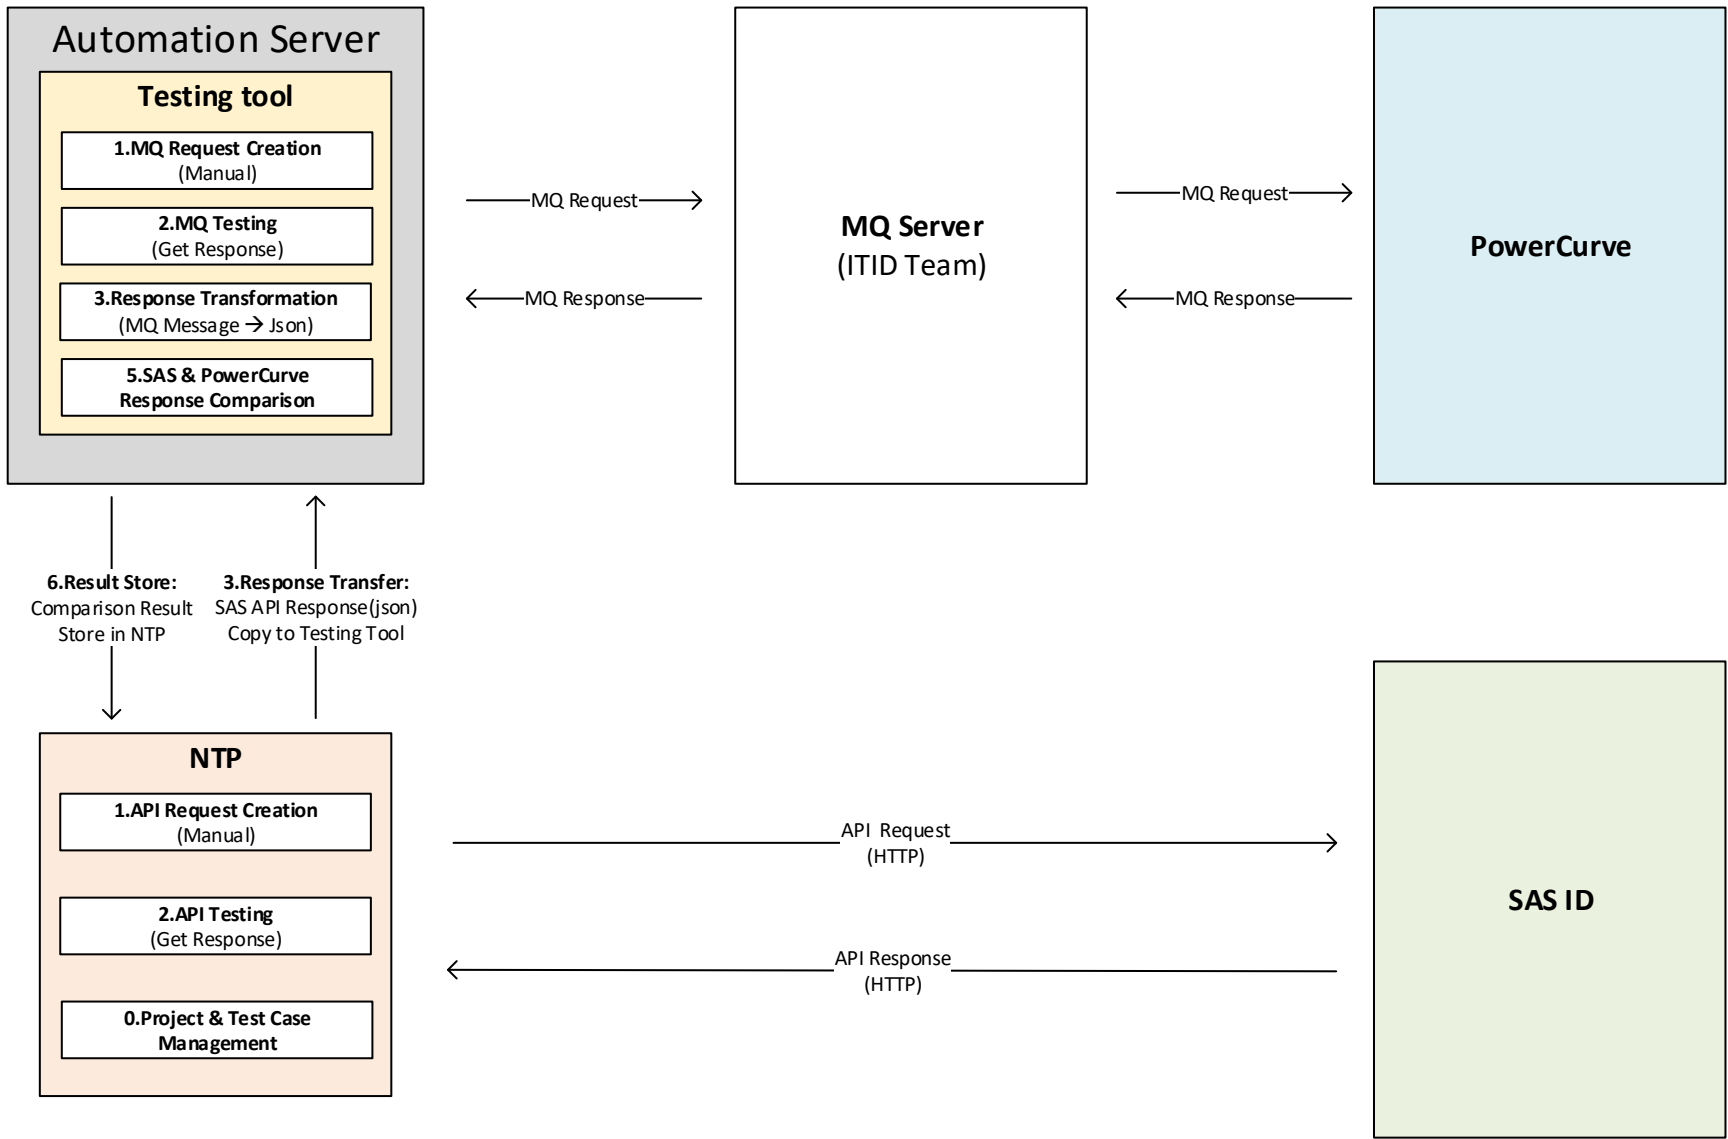 Automation Server
Testing tool
1.MQ Request Creation
(Manual)
2.MQ Testing
(Get Response)
3.Response Transformation
(MQ Message → Json)
5.SAS & PowerCurve
Response Comparison
MQ Request
MQ Response
MQ Server
(ITID Team)
MQ Request
MQ Response
PowerCurve
6.Result Store:
Comparison Result
Store in NTP
3.Response Transfer:
SAS API Response(json)
Copy to Testing Tool
NTP
1.API Request Creation
(Manual)
2.API Testing
(Get Response)
0.Project & Test Case
Management
API  Request
(HTTP)
API Response
(HTTP)
SAS ID